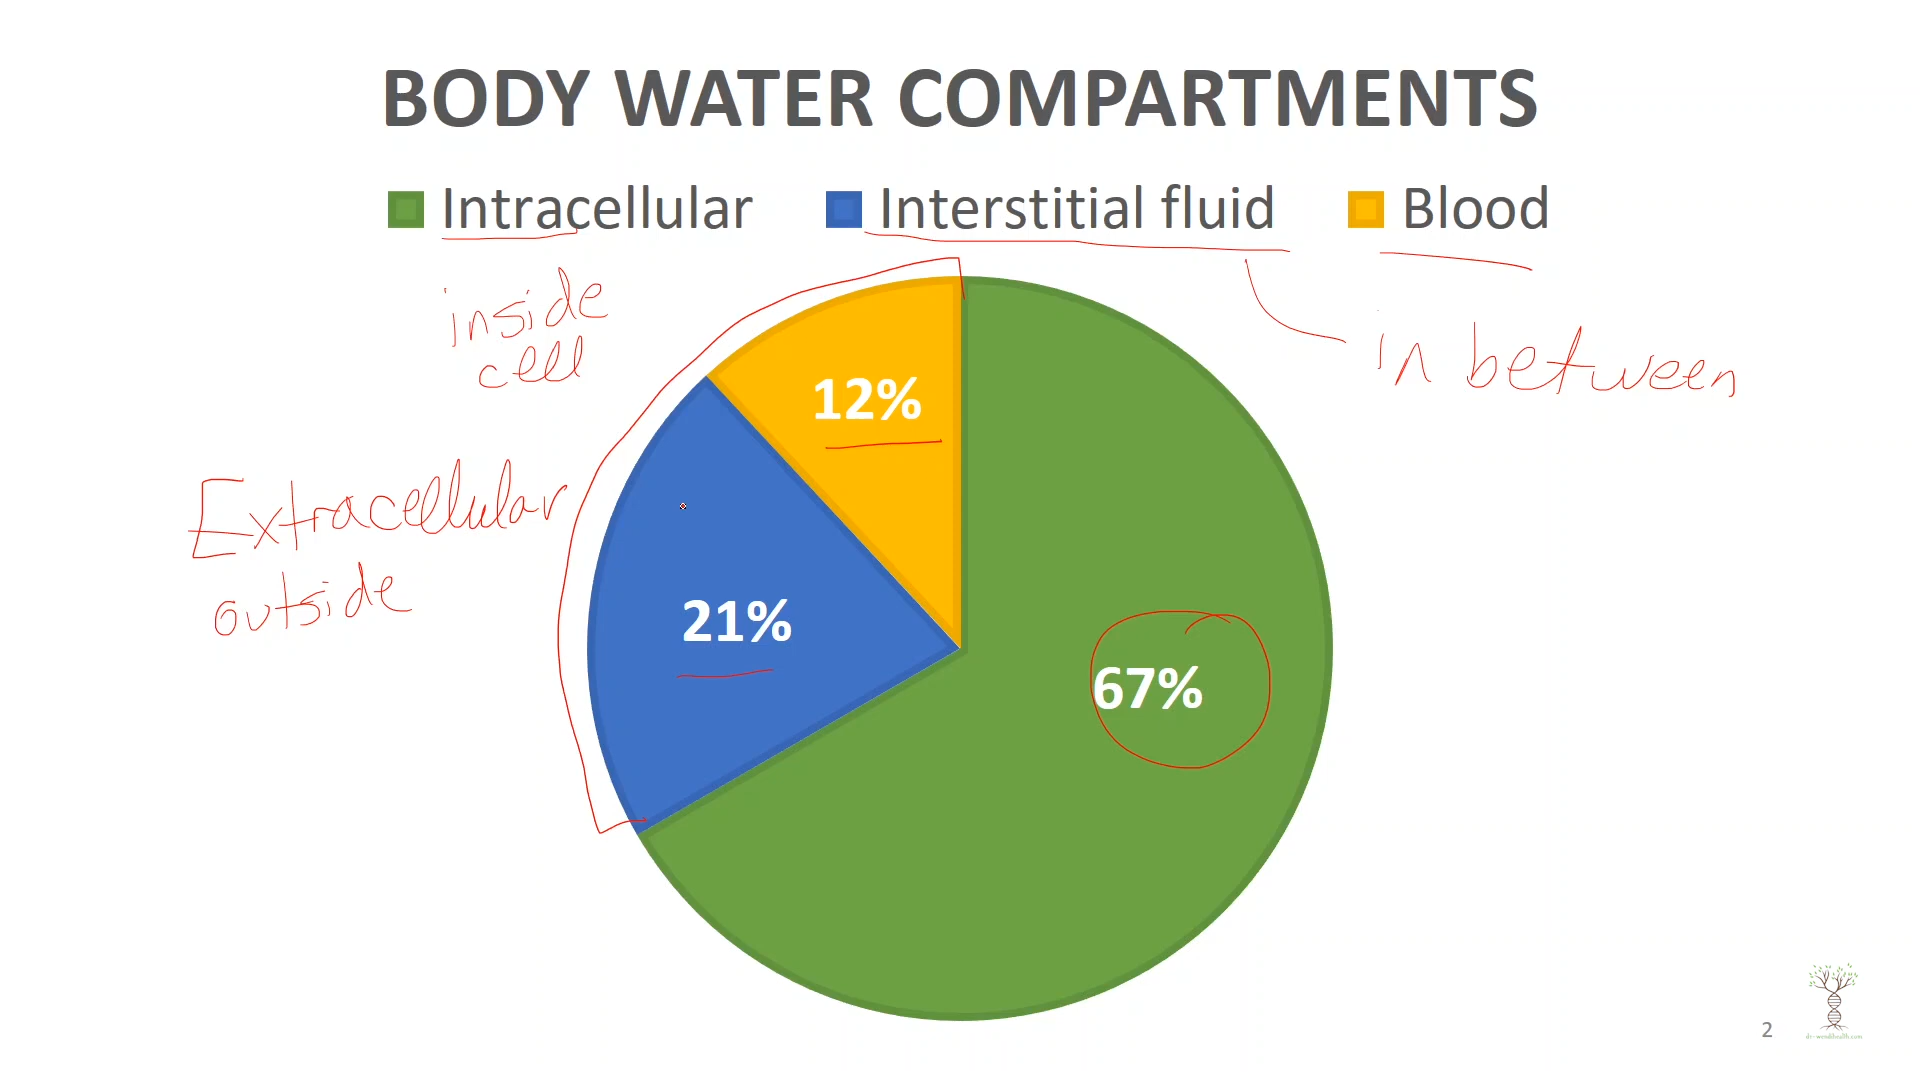 BODY WATER COMPARTMENTS
Intracellular Interstitial fluid Blood
inside
cell
in between
12%
Extracellular
outside
21%
67%
2